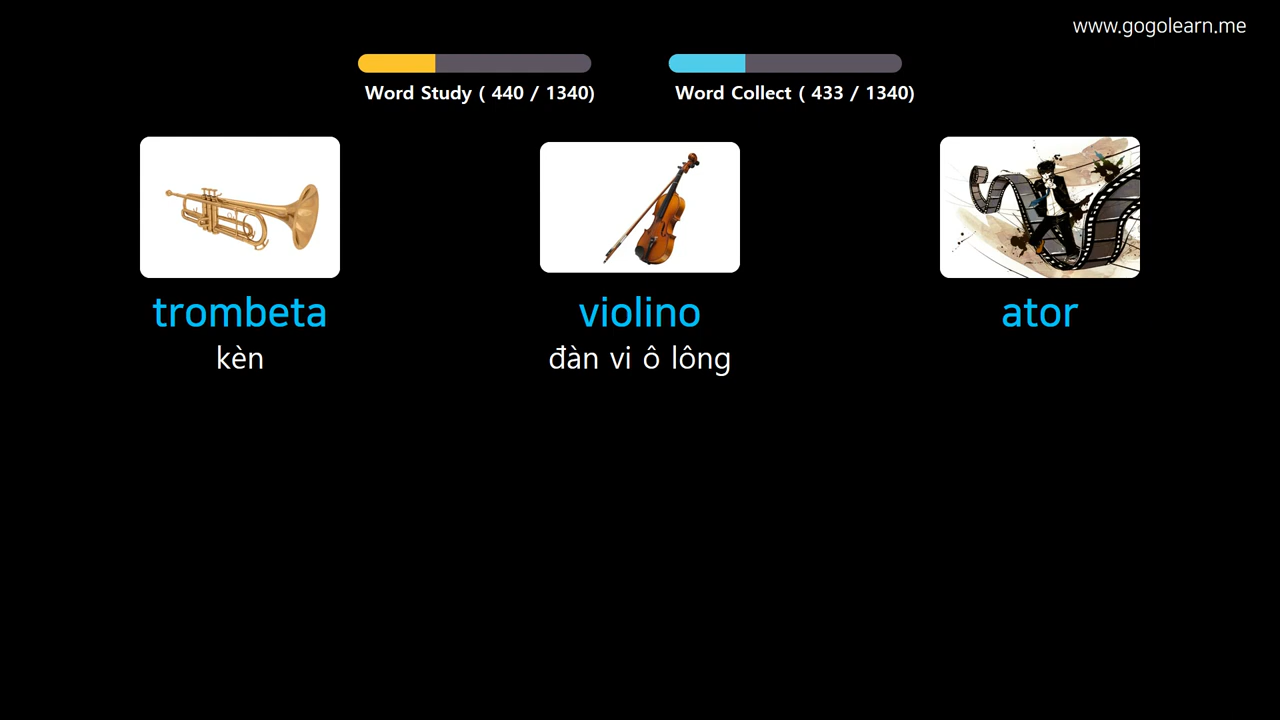 www.gogolearn.me
Word Study ( 440 / 1340)
Word Collect ( 433 / 1340)
trombeta
kèn
violino
đàn vi ô lông
ator